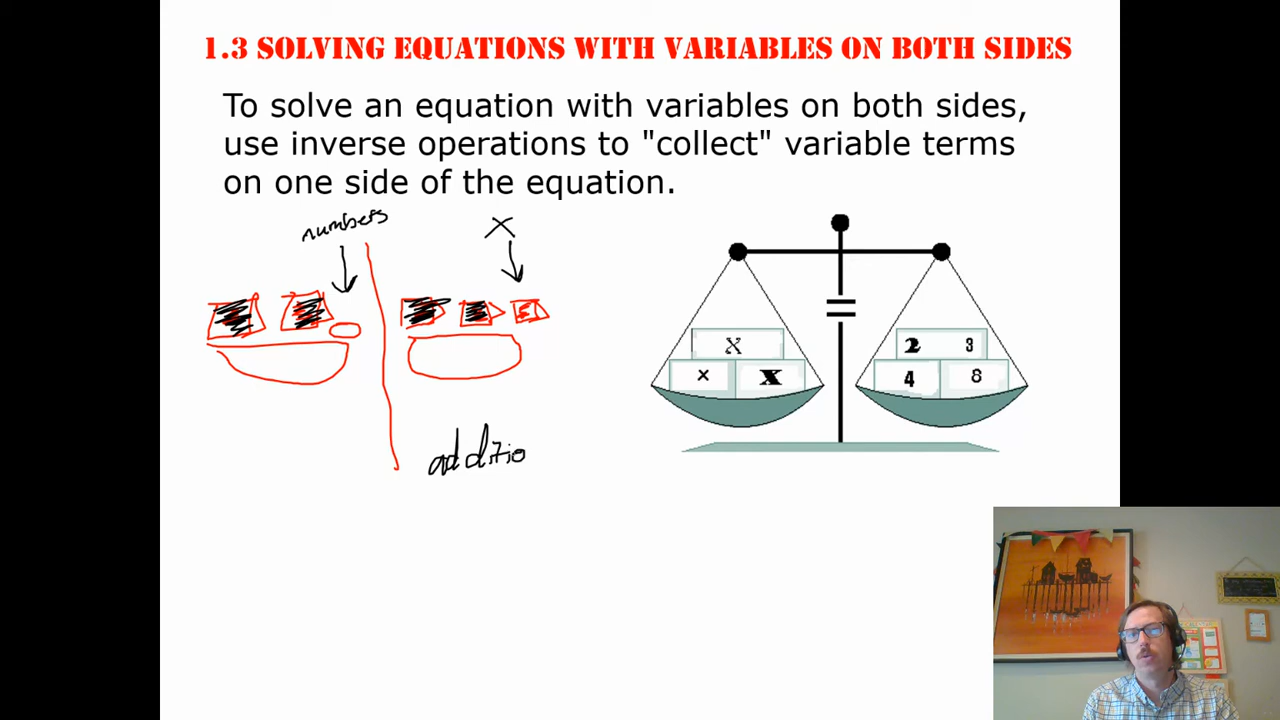 1.3 SOLVING EQUATIONS WITH VARIABLES ON BOTH SIDES
To solve an equation with variables on both sides,
use inverse operations to "collect" variable terms
on one side of the equation.
numbers
x
additio
x
x x
2 3
4 8